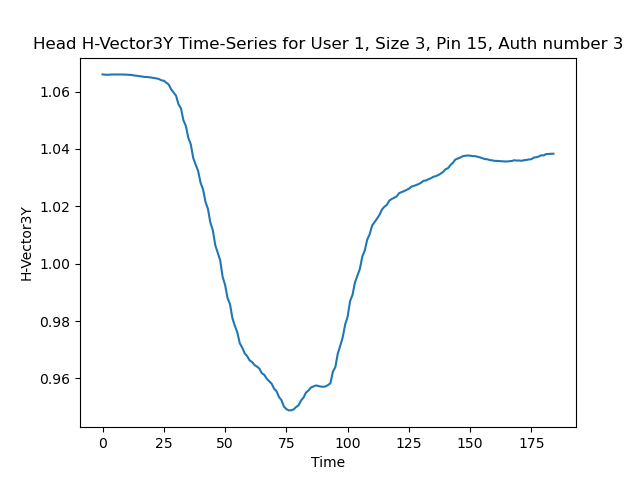 Head H-Vector3Y Time-Series for User 1, Size 3, Pin 15, Auth number 3
H-Vector3Y
1.06
1.04
1.02
1.00
0.98
0.96
0 25 50 75 100 125 150 175
Time